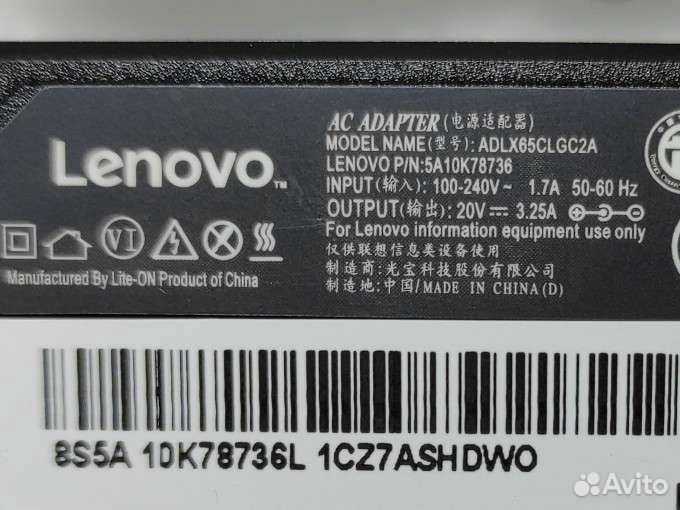 Lenovo™
AC ADAPTER (电源适配器)
MODEL NAME(型号): ADLX65CLGC2A
LENOVO P/N:5A10K78736
INPUT(输入): 100-240V~ 1.7A 50-60 Hz
OUTPUT(输出): 20V⎓ 3.25A
For Lenovo information equipment use only
仅供联想信息类设备使用
制造商:光宝科技股份有限公司
制造地:中国/MADE IN CHINA(D)
VI
Manufactured By Lite-ON Product of China
8S5A 10K78736L 1CZ7ASHDW0
Avito